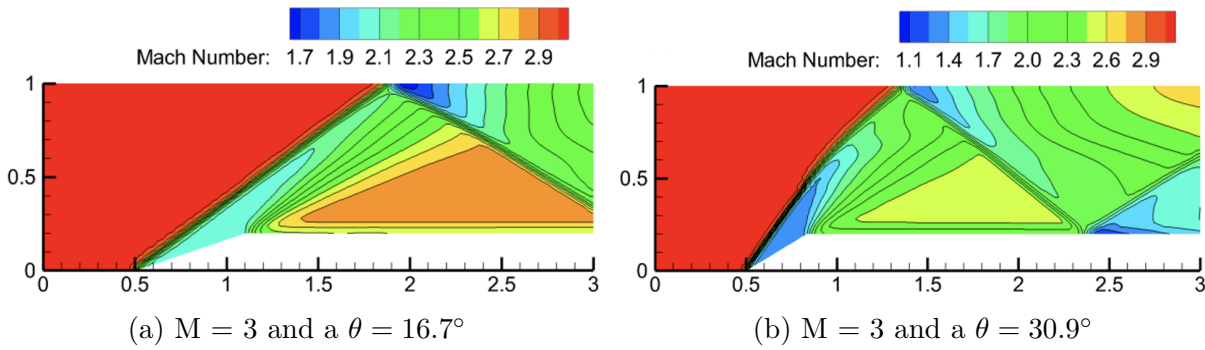 Mach Number: 1.7 1.9 2.1 2.3 2.5 2.7 2.9
1
0.5
0
0 0.5 1 1.5 2 2.5 3
(a) M = 3 and a θ = 16.7°
Mach Number: 1.1 1.4 1.7 2.0 2.3 2.6 2.9
1
0.5
0
0 0.5 1 1.5 2 2.5 3
(b) M = 3 and a θ = 30.9°